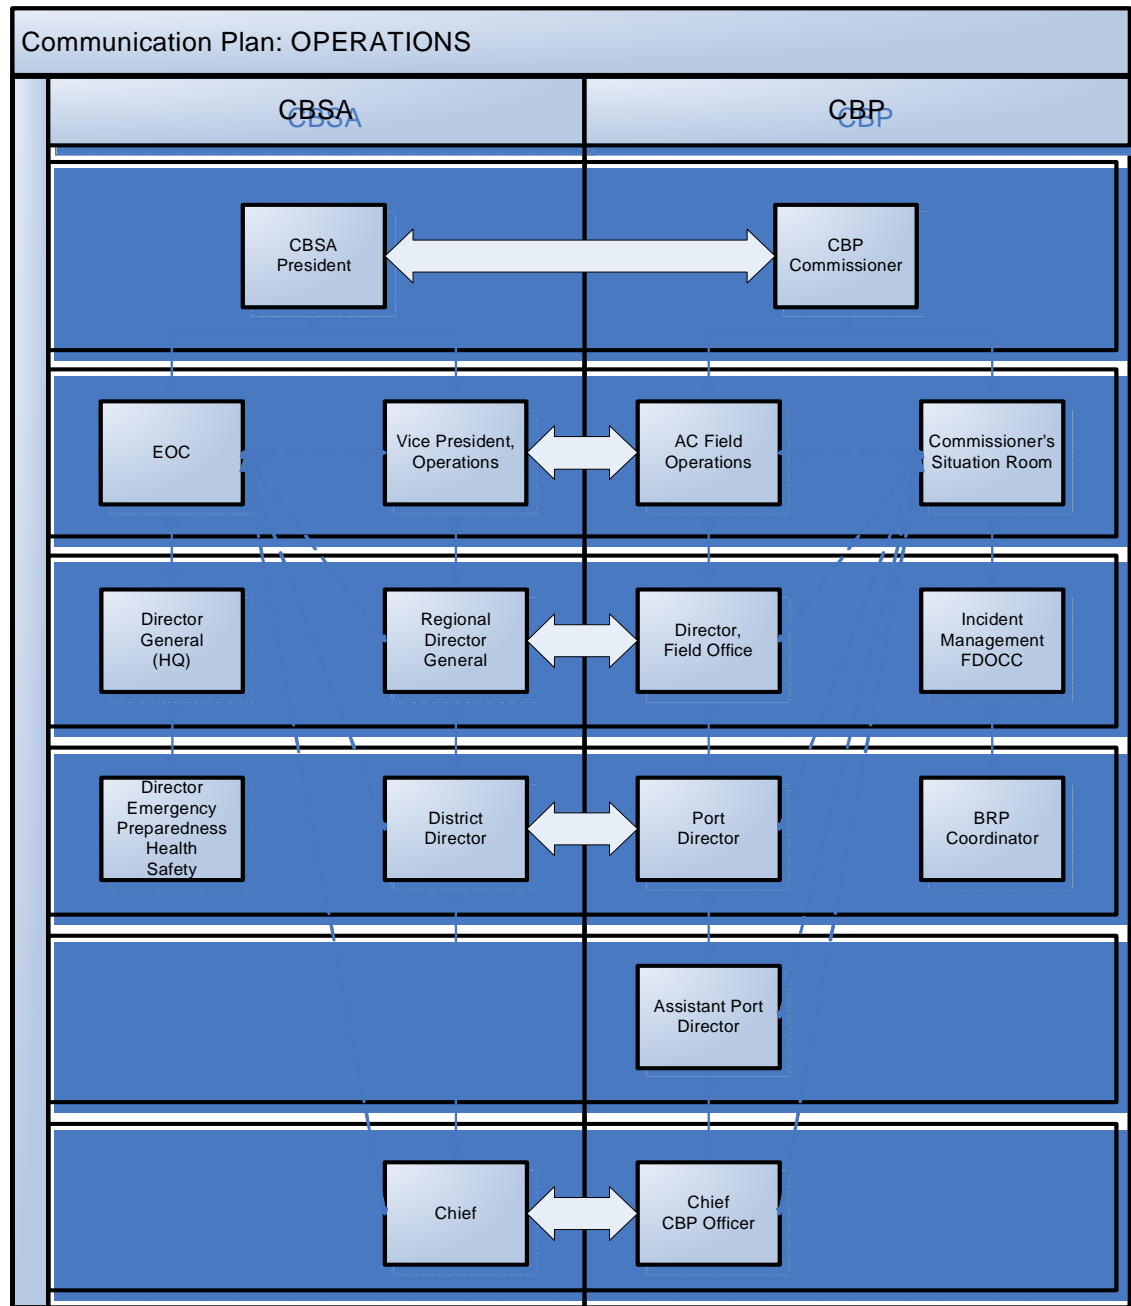 Communication Plan: OPERATIONS
CBSA
CBSA
CBP
CBP
CBSA
President
CBP
Commissioner
EOC
Vice President,
Operations
AC Field
Operations
Commissioner's
Situation Room
Director
General
(HQ)
Regional
Director
General
Director,
Field Office
Incident
Management
FDOCC
Director
Emergency
Preparedness
Health
Safety
District
Director
Port
Director
BRP
Coordinator
Assistant Port
Director
Chief
Chief
CBP Officer